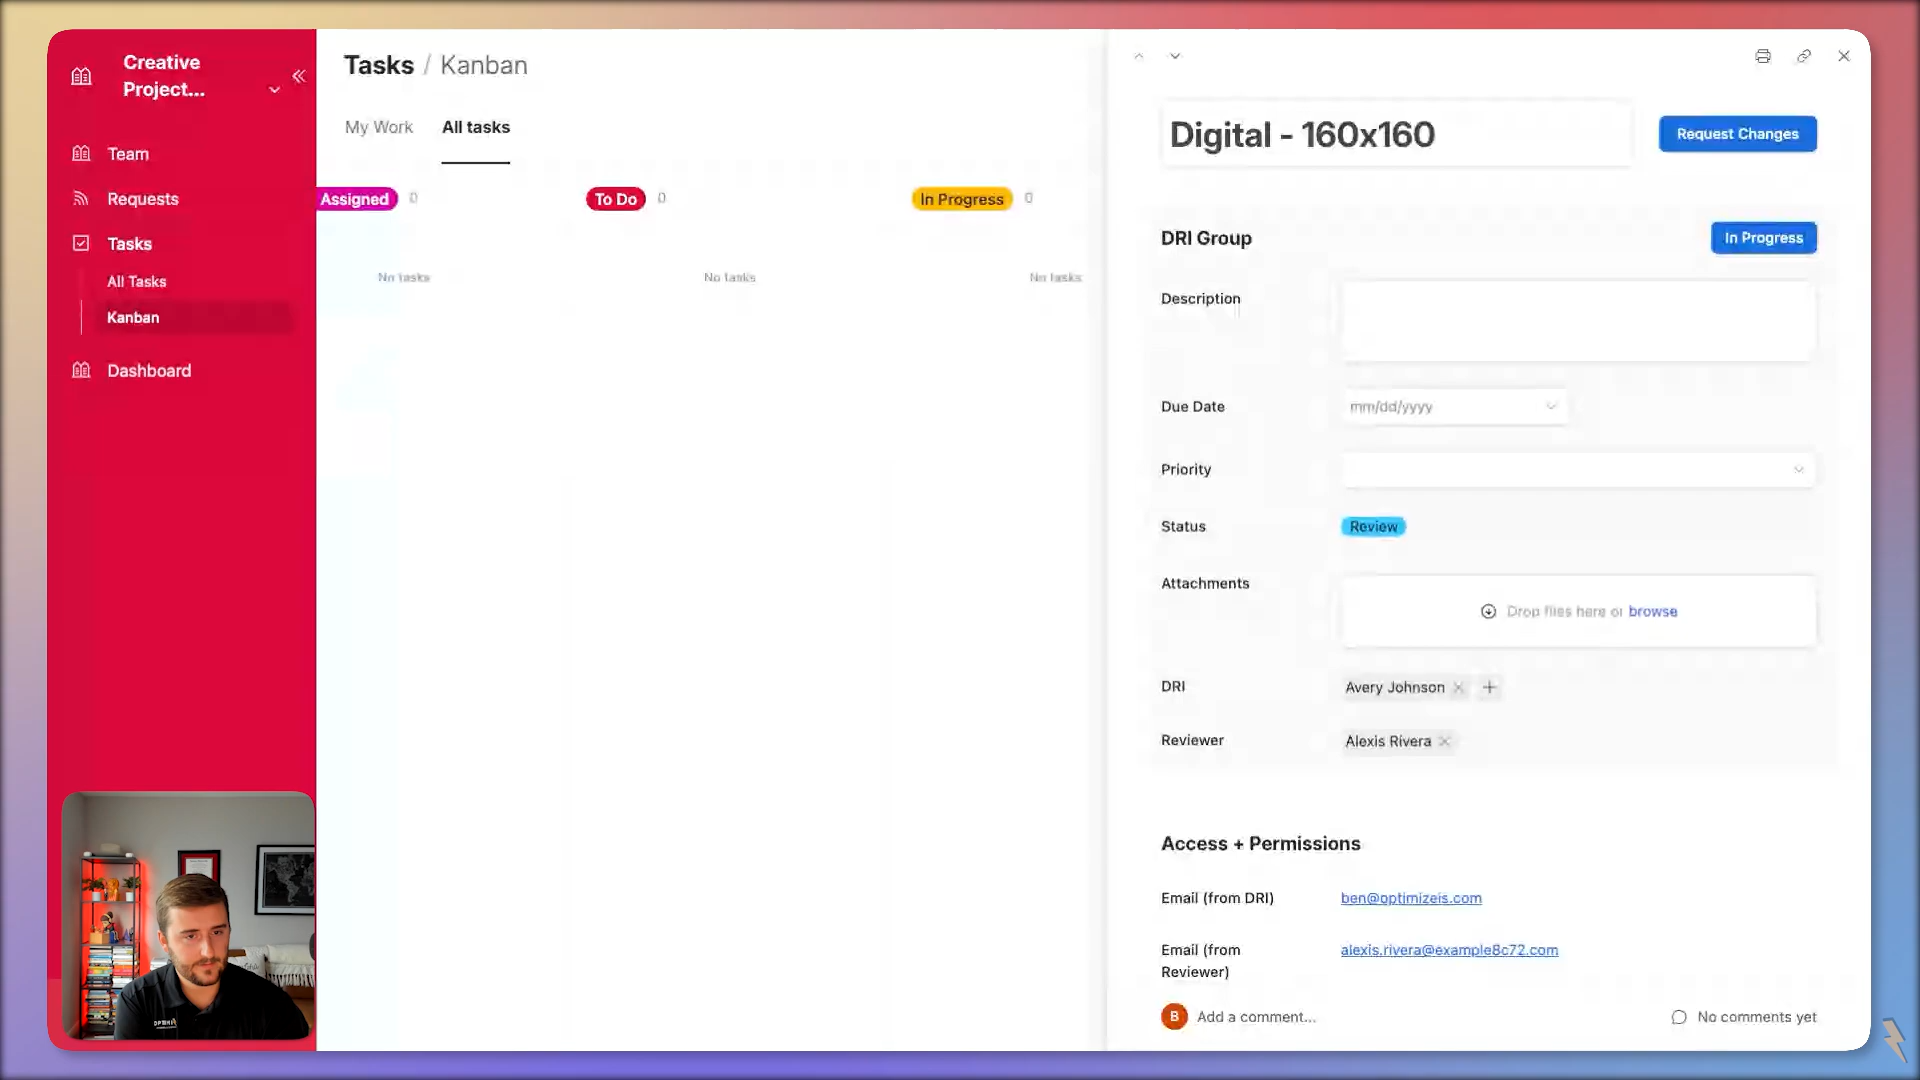 Creative
Project...
Team
Requests
Tasks
All Tasks
Kanban
Dashboard
Tasks / Kanban
My Work
All tasks
Assigned 0
To Do 0
In Progress 0
No tasks
No tasks
No tasks
Digital - 160x160
Request Changes
DRI Group
In Progress
Description
Due Date
mm/dd/yyyy
Priority
Status
Review
Attachments
Drop files here or browse
DRI
Avery Johnson
Reviewer
Alexis Rivera
Access + Permissions
Email (from DRI)
ben@optimizeis.com
Email (from
Reviewer)
alexis.rivera@example8c72.com
B
Add a comment...
No comments yet